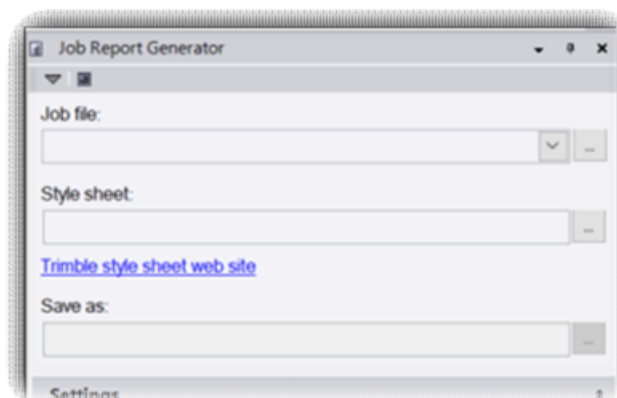 Job Report Generator
Job file:
...
Style sheet:
...
Trimble style sheet web site
Save as:
...
Settings